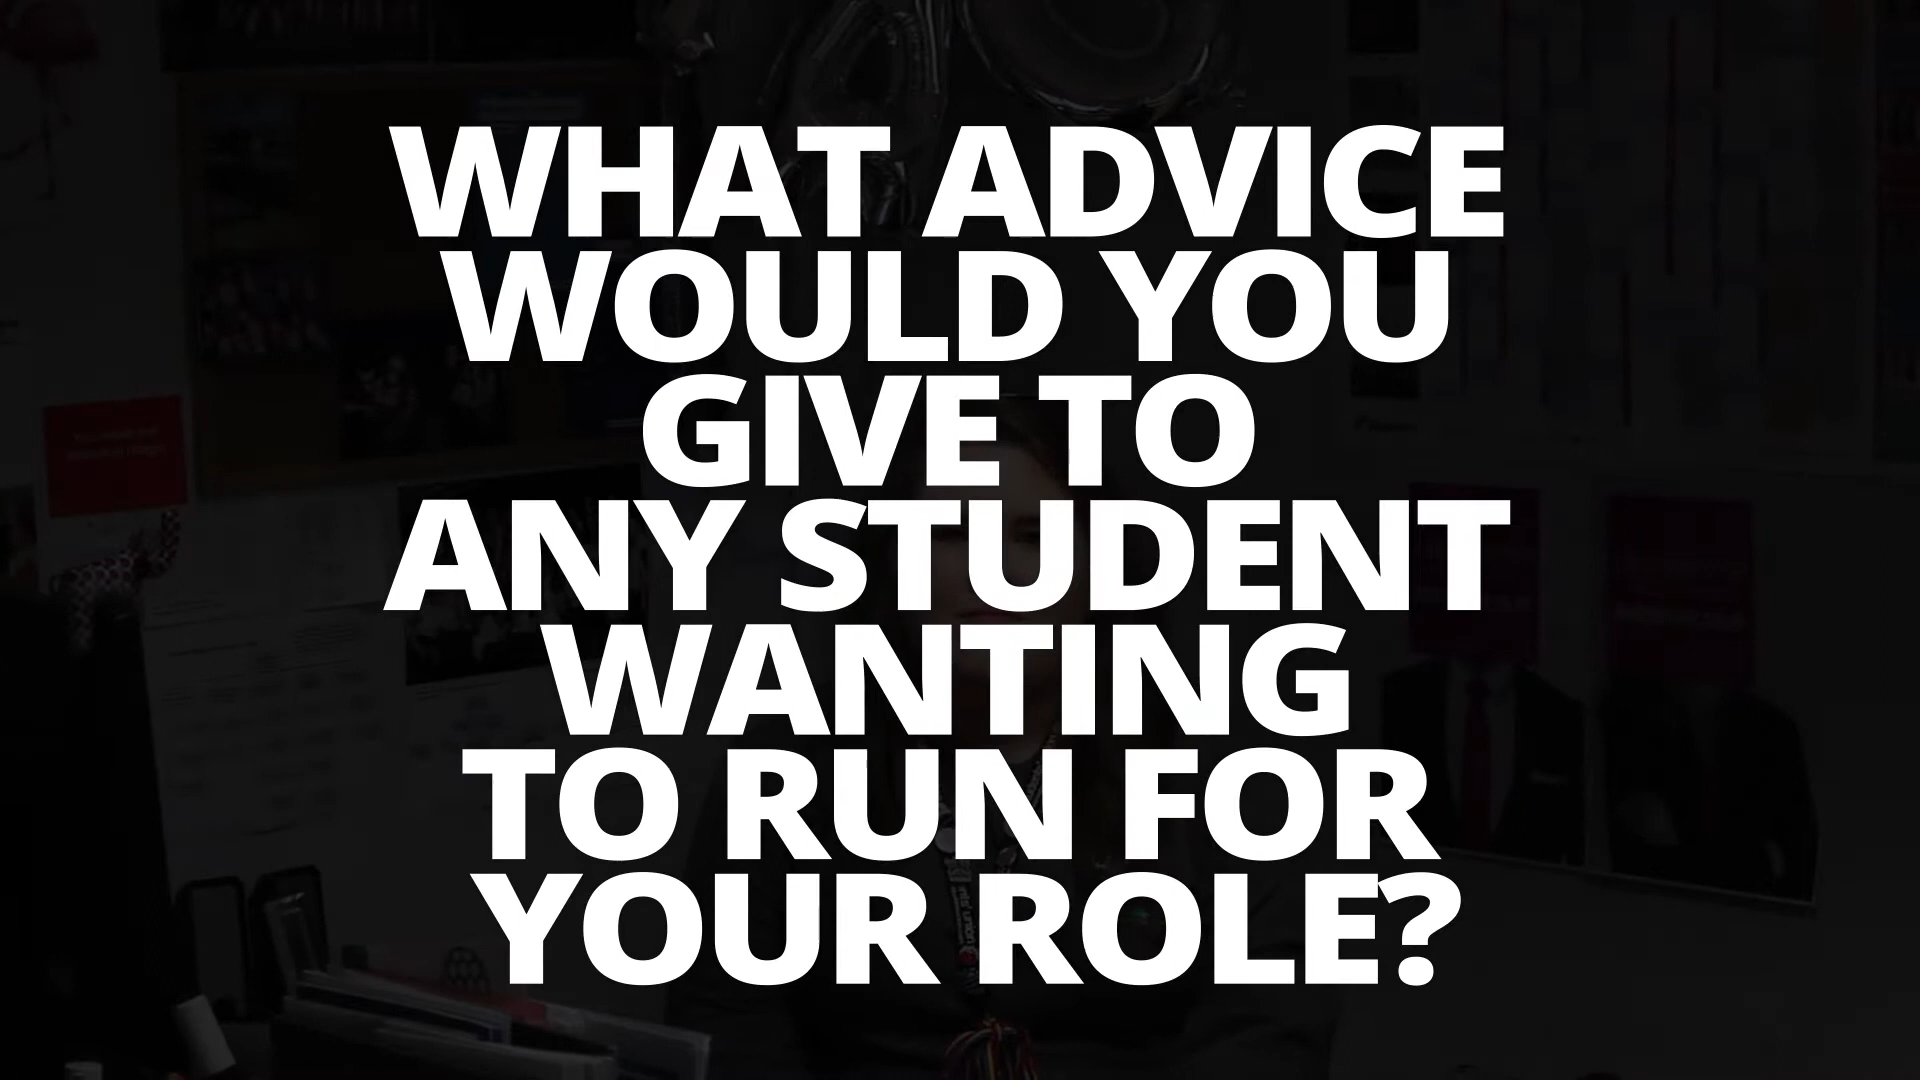 WHAT ADVICE
WOULD YOU
GIVE TO
ANY STUDENT
WANTING
TO RUN FOR
YOUR ROLE?